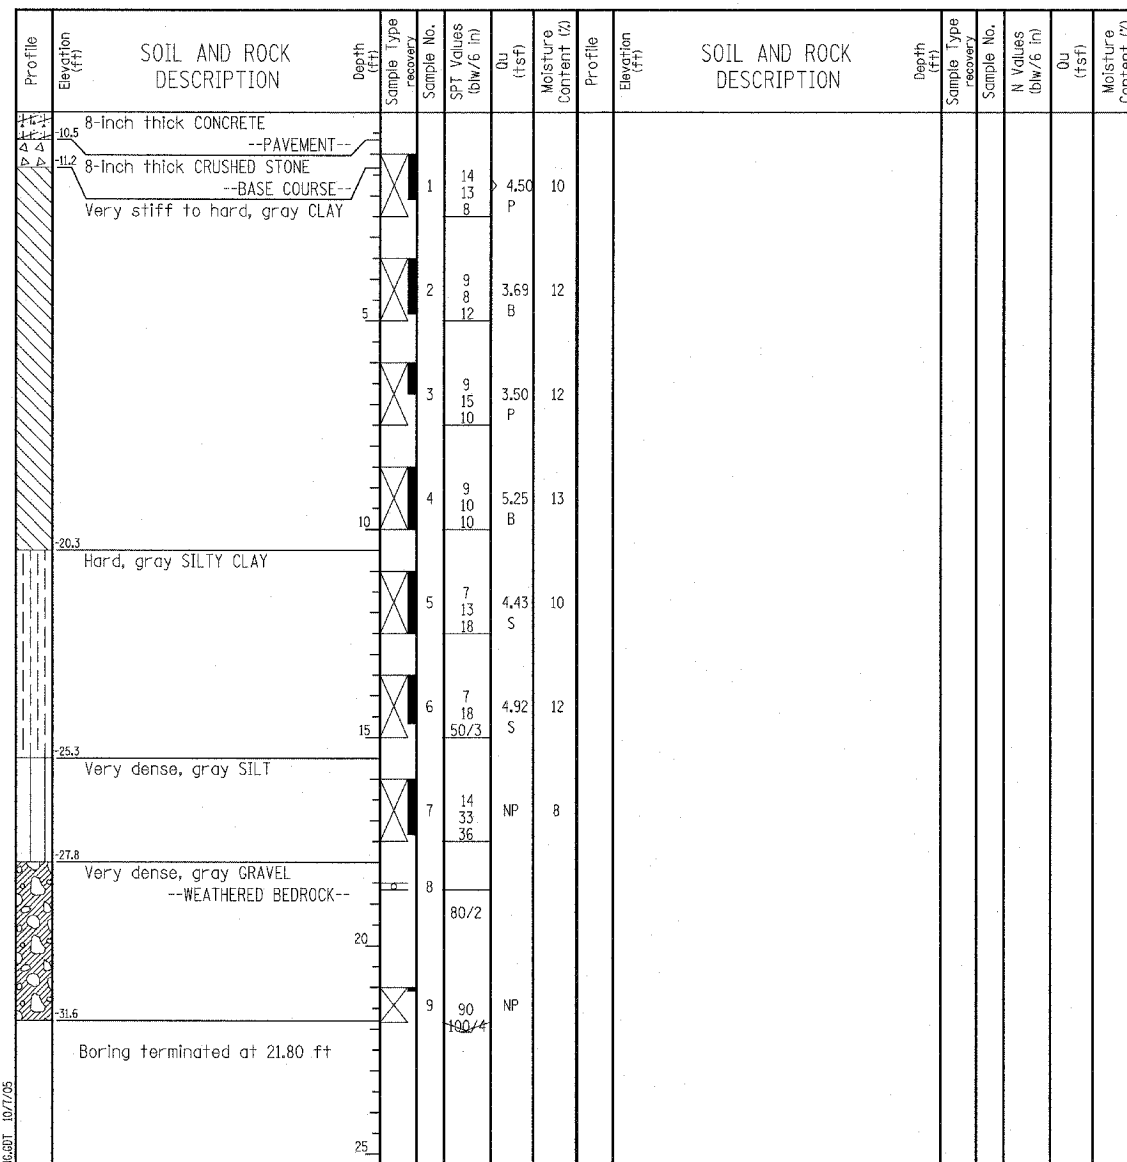 Profile
Elevation
(ft)
SOIL AND ROCK
DESCRIPTION
Depth
(ft)
Sample Type
recovery
Sample No.
SPT Values
(blw/6 in)
Qu
(tsf)
Moisture
Content (%)
Profile
Elevation
(ft)
SOIL AND ROCK
DESCRIPTION
Depth
(ft)
Sample Type
recovery
Sample No.
N Values
(blw/6 in)
Qu
(tsf)
Moisture
Content (%)
8-inch thick CONCRETE
-10.5
--PAVEMENT--
-11.2
8-inch thick CRUSHED STONE
--BASE COURSE--
Very stiff to hard, gray CLAY
1
14
13
8
> 4.50
P
10
2
9
8
12
3.69
B
12
5
3
9
15
10
3.50
P
12
4
9
10
10
5.25
B
13
10
-20.3
Hard, gray SILTY CLAY
5
7
13
18
4.43
S
10
6
7
18
50/3
4.92
S
12
15
-25.3
Very dense, gray SILT
7
14
33
36
NP
8
-27.8
Very dense, gray GRAVEL
--WEATHERED BEDROCK--
8
80/2
20
9
90
100/4
NP
-31.6
Boring terminated at 21.80 ft
25
10/7/05